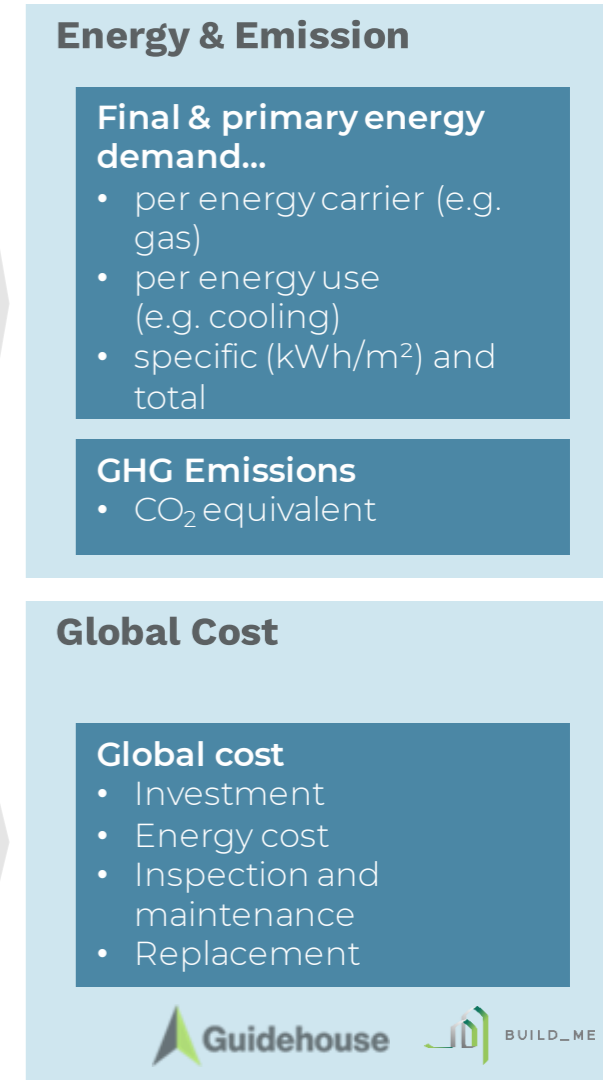 Energy & Emission
Final & primary energy
demand...
• per energy carrier (e.g.
gas)
• per energy use
(e.g. cooling)
• specific (kWh/m²) and
total
GHG Emissions
• CO₂ equivalent
Global Cost
Global cost
• Investment
• Energy cost
• Inspection and
maintenance
• Replacement
Guidehouse
BUILD_ME